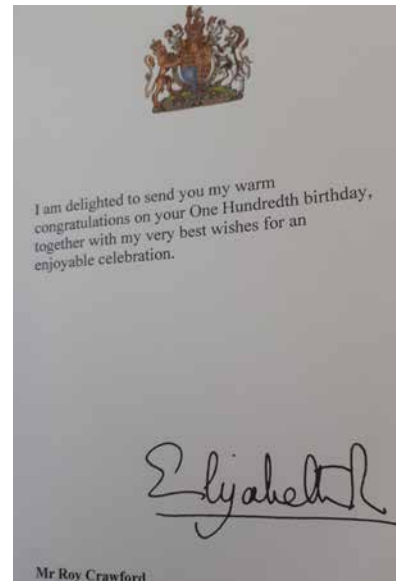 I am delighted to send you my warm
congratulations on your One Hundredth birthday,
together with my very best wishes for an
enjoyable celebration.
Elizabeth R
Mr Roy Crawford